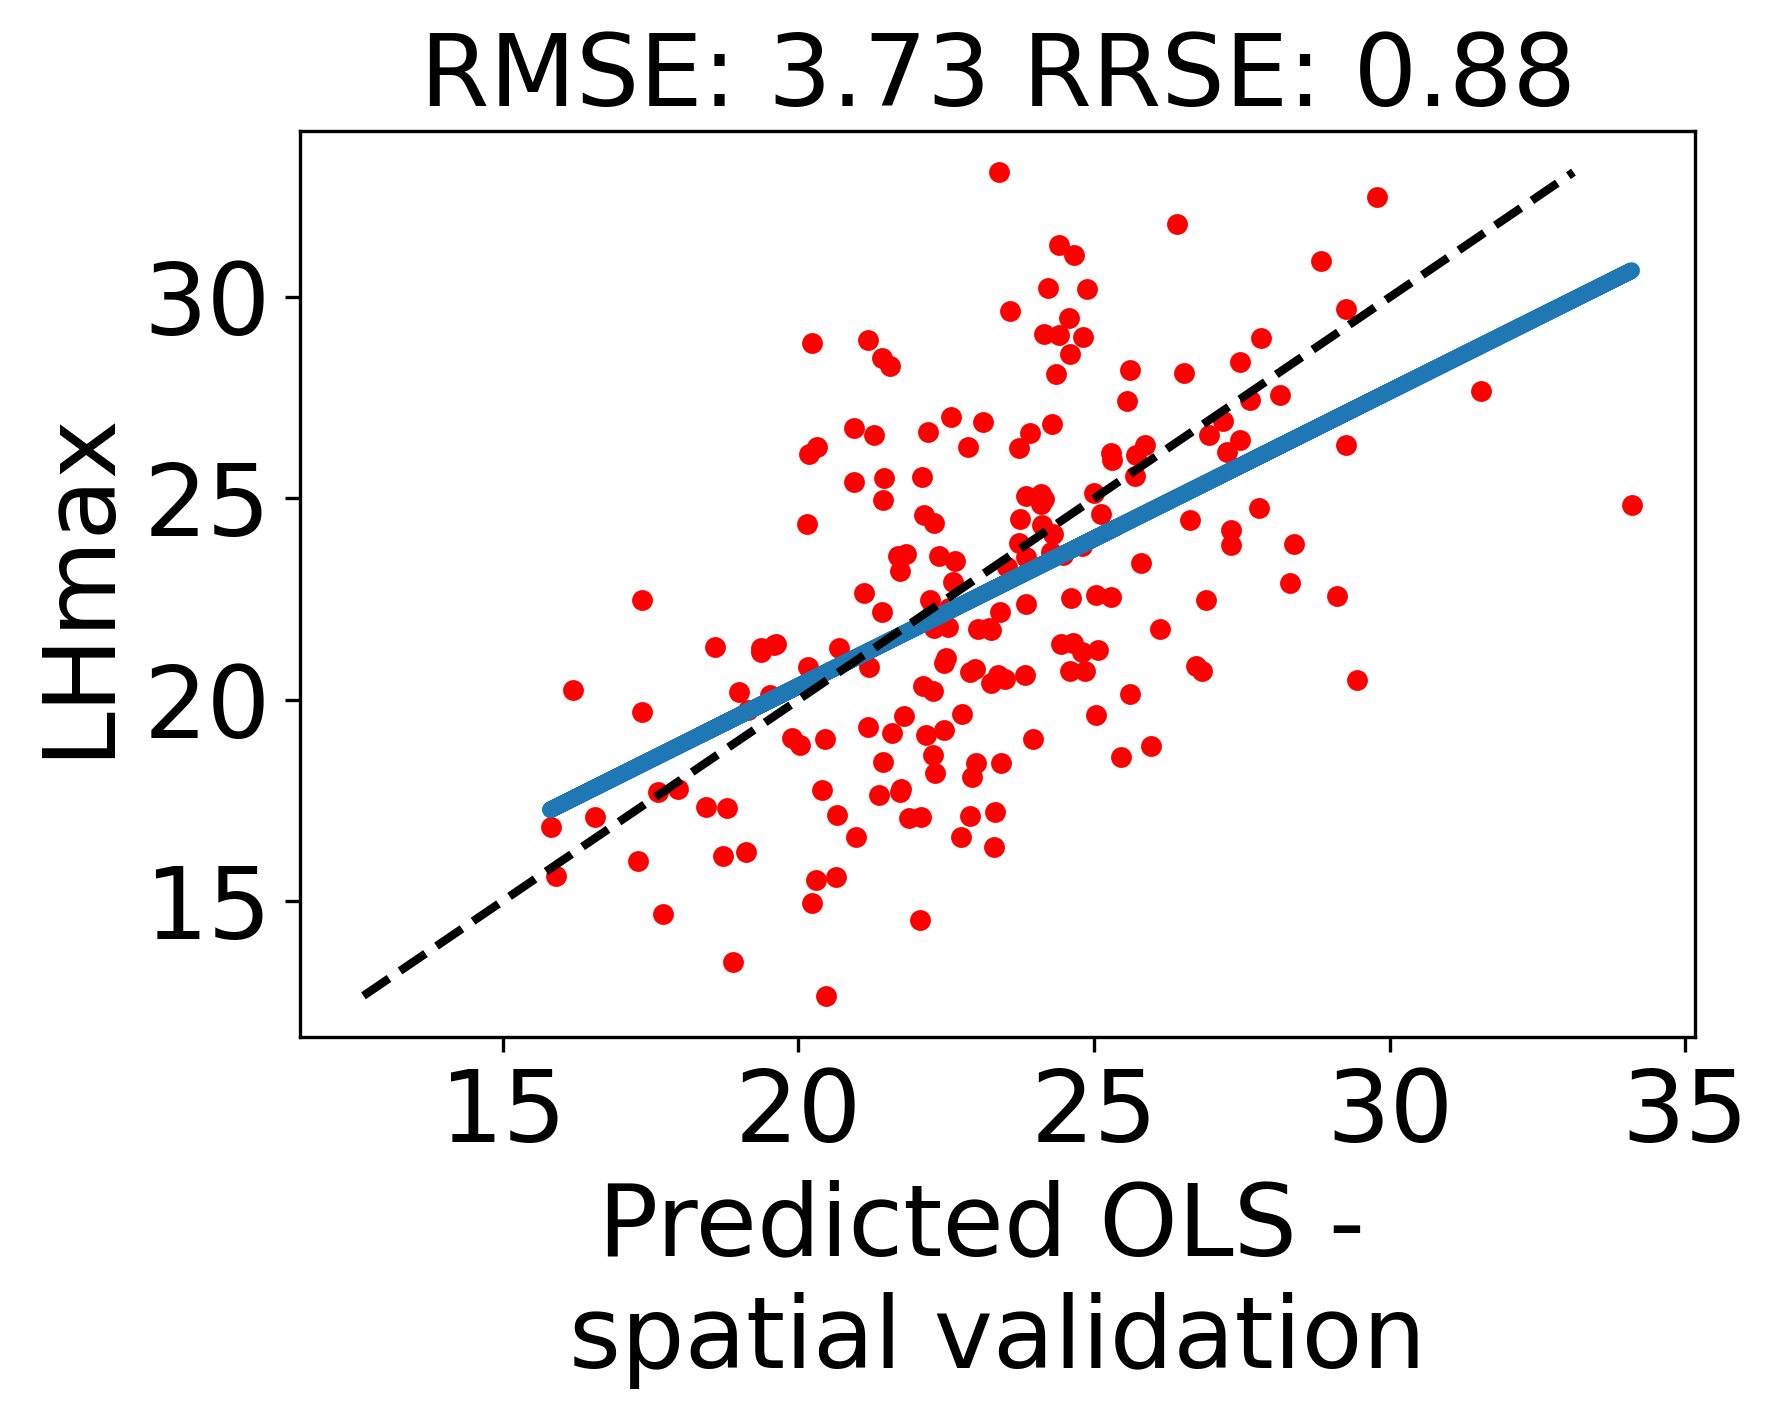 RMSE: 3.73 RRSE: 0.88
LHmax
30
25
20
15
15 20 25 30 35
Predicted OLS -
spatial validation